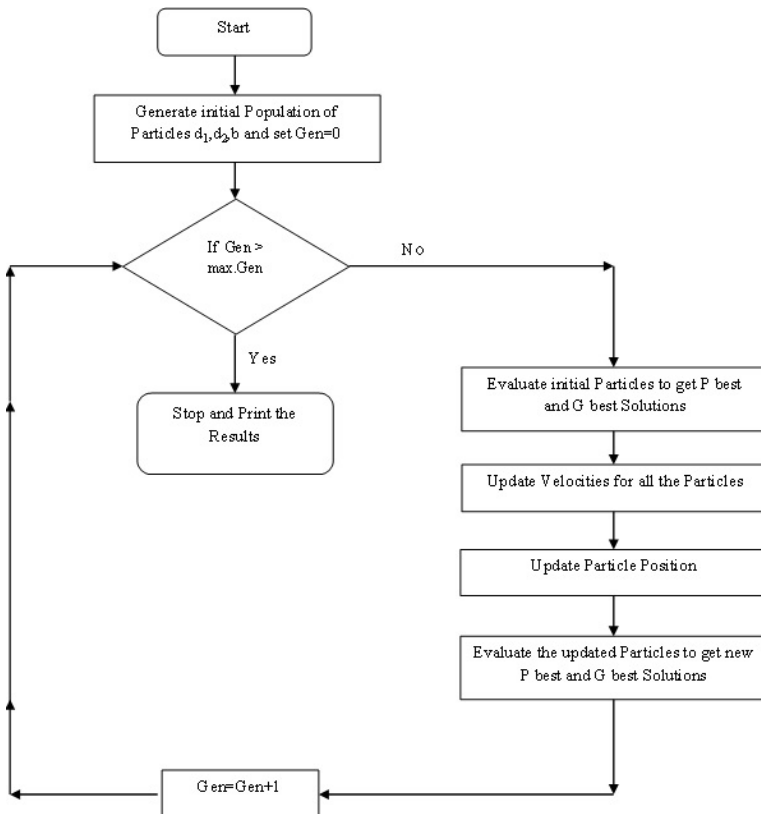 Start
Generate initial Population of
Particles d₁,d₂,b and set Gen=0
If Gen >
max.Gen
No
Yes
Stop and Print the
Results
Evaluate initial Particles to get P best
and G best Solutions
Update Velocities for all the Particles
Update Particle Position
Evaluate the updated Particles to get new
P best and G best Solutions
Gen=Gen+1